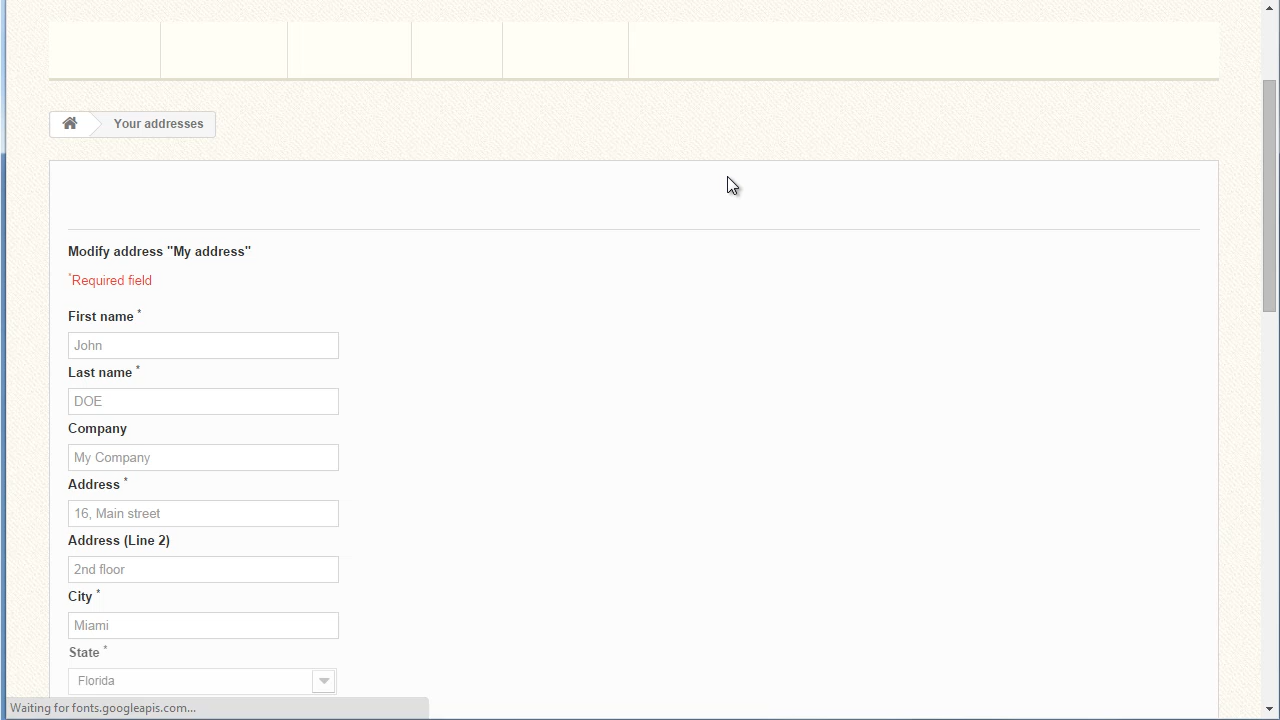 Your addresses
Modify address "My address"
*Required field
First name *
John
Last name *
DOE
Company
My Company
Address *
16, Main street
Address (Line 2)
2nd floor
City *
Miami
State *
Florida
Waiting for fonts.googleapis.com...